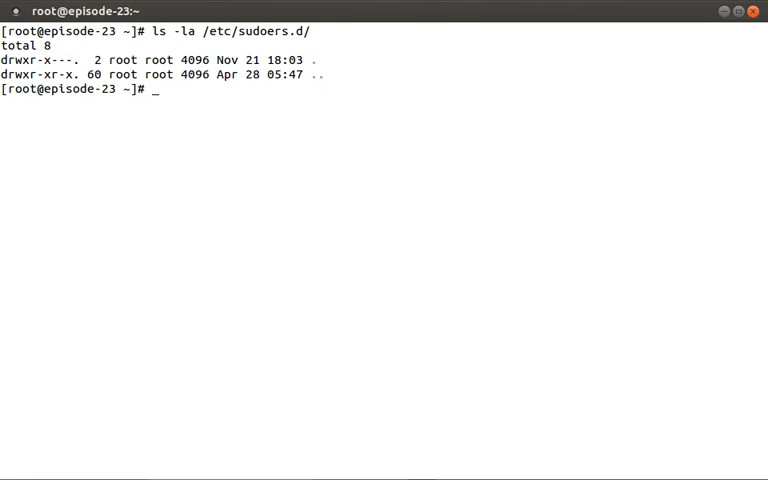 root@episode-23:~
[root@episode-23 ~]# ls -la /etc/sudoers.d/
total 8
drwxr-x---.  2 root root 4096 Nov 21 18:03 .
drwxr-xr-x. 60 root root 4096 Apr 28 05:47 ..
[root@episode-23 ~]# _